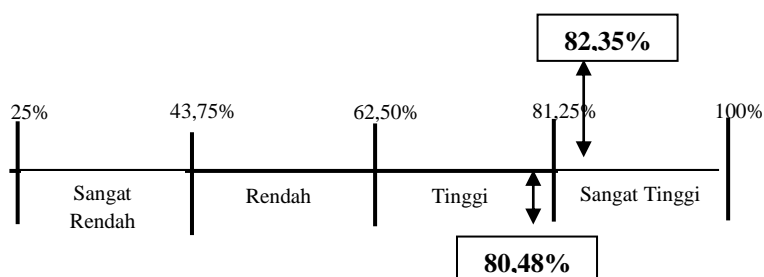 82,35%
25% 43,75% 62,50% 81,25% 100%
Sangat Rendah Tinggi Sangat Tinggi
Rendah
80,48%